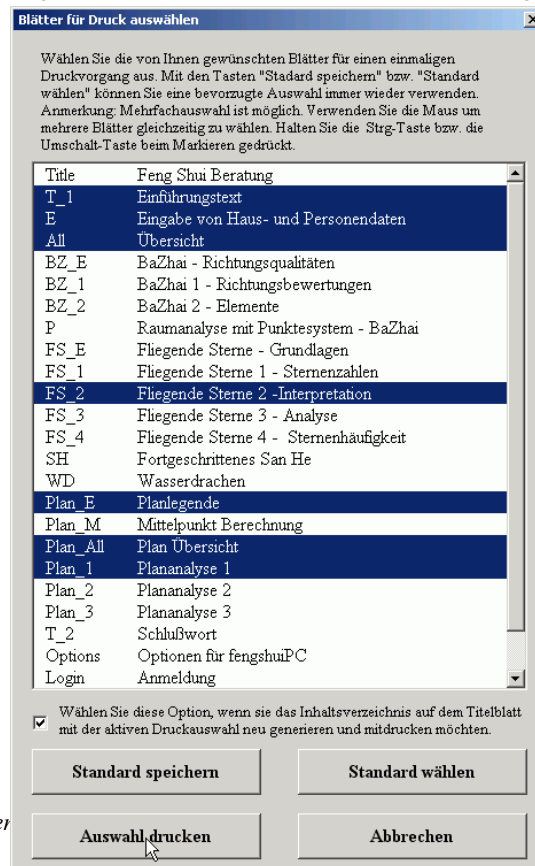 Blätter für Druck auswählen
Wählen Sie die von Ihnen gewünschten Blätter für einen einmaligen
Druckvorgang aus. Mit den Tasten "Stadard speichern" bzw. "Standard
wählen" können Sie eine bevorzugte Auswahl immer wieder verwenden.
Anmerkung: Mehrfachauswahl ist möglich. Verwenden Sie die Maus um
mehrere Blätter gleichzeitig zu wählen. Halten Sie die Strg-Taste bzw. die
Umschalt-Taste beim Markieren gedrückt.
Title Feng Shui Beratung
T_1 Einführungstext
E Eingabe von Haus- und Personendaten
All Übersicht
BZ_E BaZhai - Richtungsqualitäten
BZ_1 BaZhai 1 - Richtungsbewertungen
BZ_2 BaZhai 2 - Elemente
P Raumanalyse mit Punktesystem - BaZhai
FS_E Fliegende Sterne - Grundlagen
FS_1 Fliegende Sterne 1 - Sternenzahlen
FS_2 Fliegende Sterne 2 -Interpretation
FS_3 Fliegende Sterne 3 - Analyse
FS_4 Fliegende Sterne 4 - Sternenhäufigkeit
SH Fortgeschrittenes San He
WD Wasserdrachen
Plan_E Planlegende
Plan_M Mittelpunkt Berechnung
Plan_All Plan Übersicht
Plan_1 Plananalyse 1
Plan_2 Plananalyse 2
Plan_3 Plananalyse 3
T_2 Schlußwort
Options Optionen für fengshuiPC
Login Anmeldung
Wählen Sie diese Option, wenn sie das Inhaltsverzeichnis auf dem Titelblatt
mit der aktiven Druckauswahl neu generieren und mitdrucken möchten.
Standard speichern Standard wählen
Auswahl drucken Abbrechen